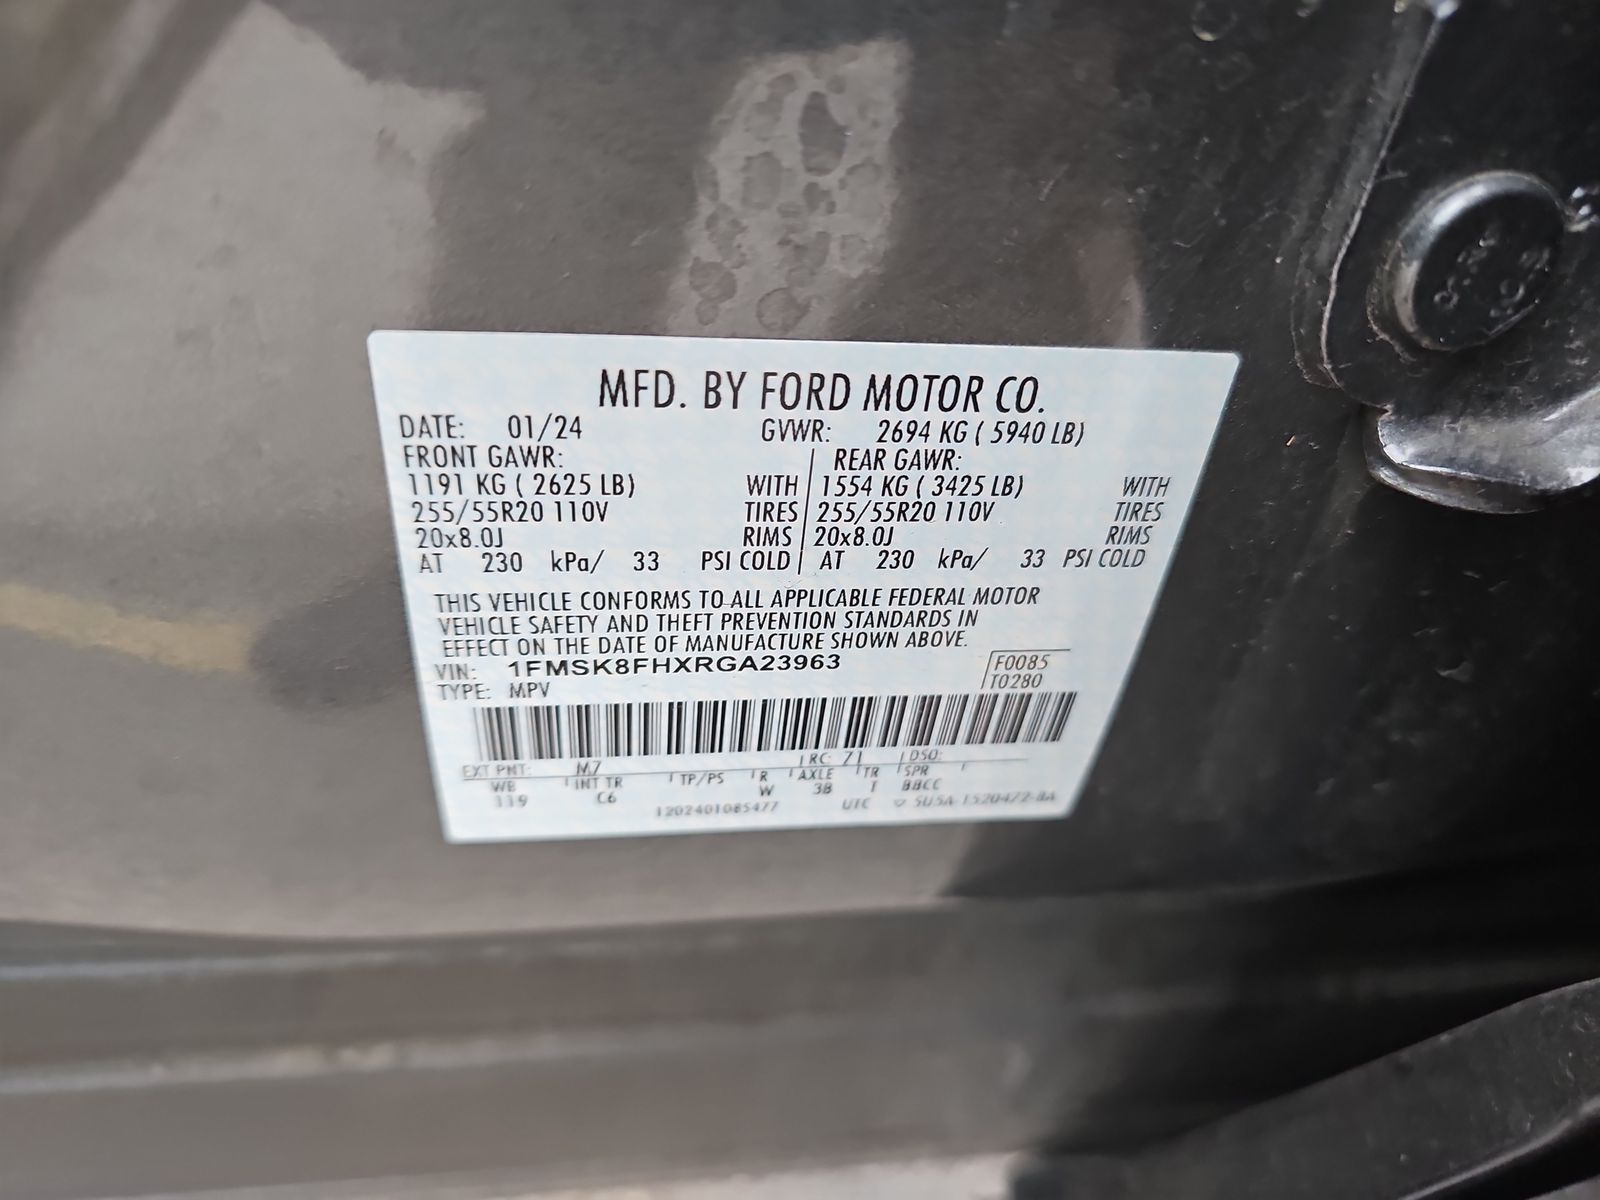 MFD. BY FORD MOTOR CO.
DATE: 01/24 GVWR: 2694 KG ( 5940 LB)
FRONT GAWR: REAR GAWR:
1191 KG ( 2625 LB) WITH 1554 KG ( 3425 LB) WITH
255/55R20 110V TIRES 255/55R20 110V TIRES
20x8.0J RIMS 20x8.0J RIMS
AT 230 kPa/ 33 PSI COLD AT 230 kPa/ 33 PSI COLD
THIS VEHICLE CONFORMS TO ALL APPLICABLE FEDERAL MOTOR
VEHICLE SAFETY AND THEFT PREVENTION STANDARDS IN
EFFECT ON THE DATE OF MANUFACTURE SHOWN ABOVE.
VIN: 1FMSK8FHXRGA23963 F0085
TYPE: MPV T0280
EXT PNT: M7 RC: 71 DSO:
WB INT TR TP/PS R AXLE TR SPR
119 C6 W 3B T BBCC
1202401085477 UTC SU5A-1520472-BA